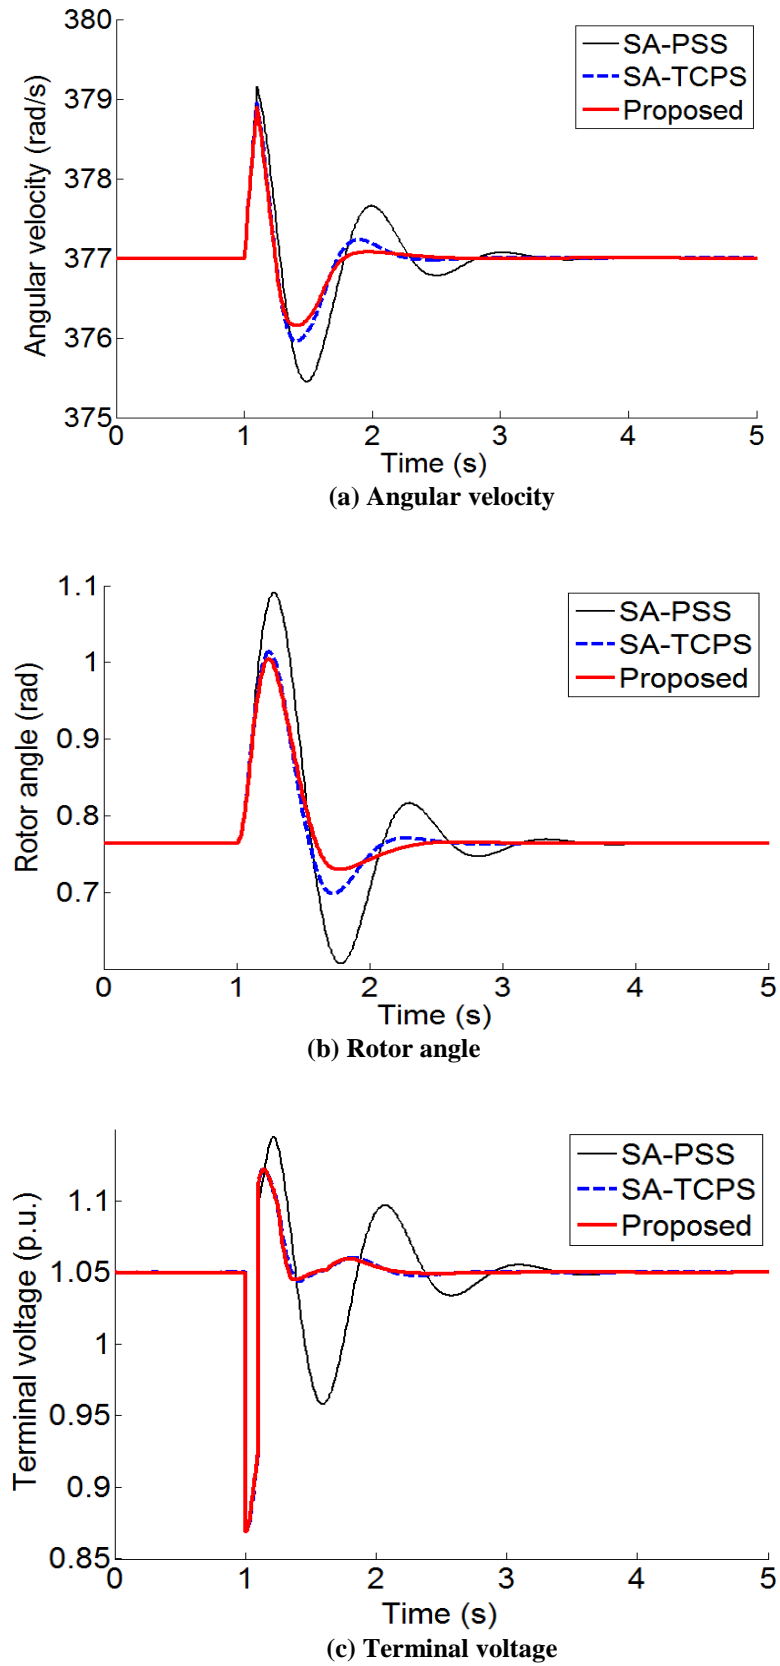 380
379
378
377
376
375
Angular velocity (rad/s)
SA-PSS
SA-TCPS
Proposed
0
1
2
3
4
5
Time (s)
(a) Angular velocity
1.1
1
0.9
0.8
0.7
Rotor angle (rad)
SA-PSS
SA-TCPS
Proposed
0
1
2
3
4
5
Time (s)
(b) Rotor angle
1.1
1.05
1
0.95
0.9
0.85
Terminal voltage (p.u.)
SA-PSS
SA-TCPS
Proposed
0
1
2
3
4
5
Time (s)
(c) Terminal voltage